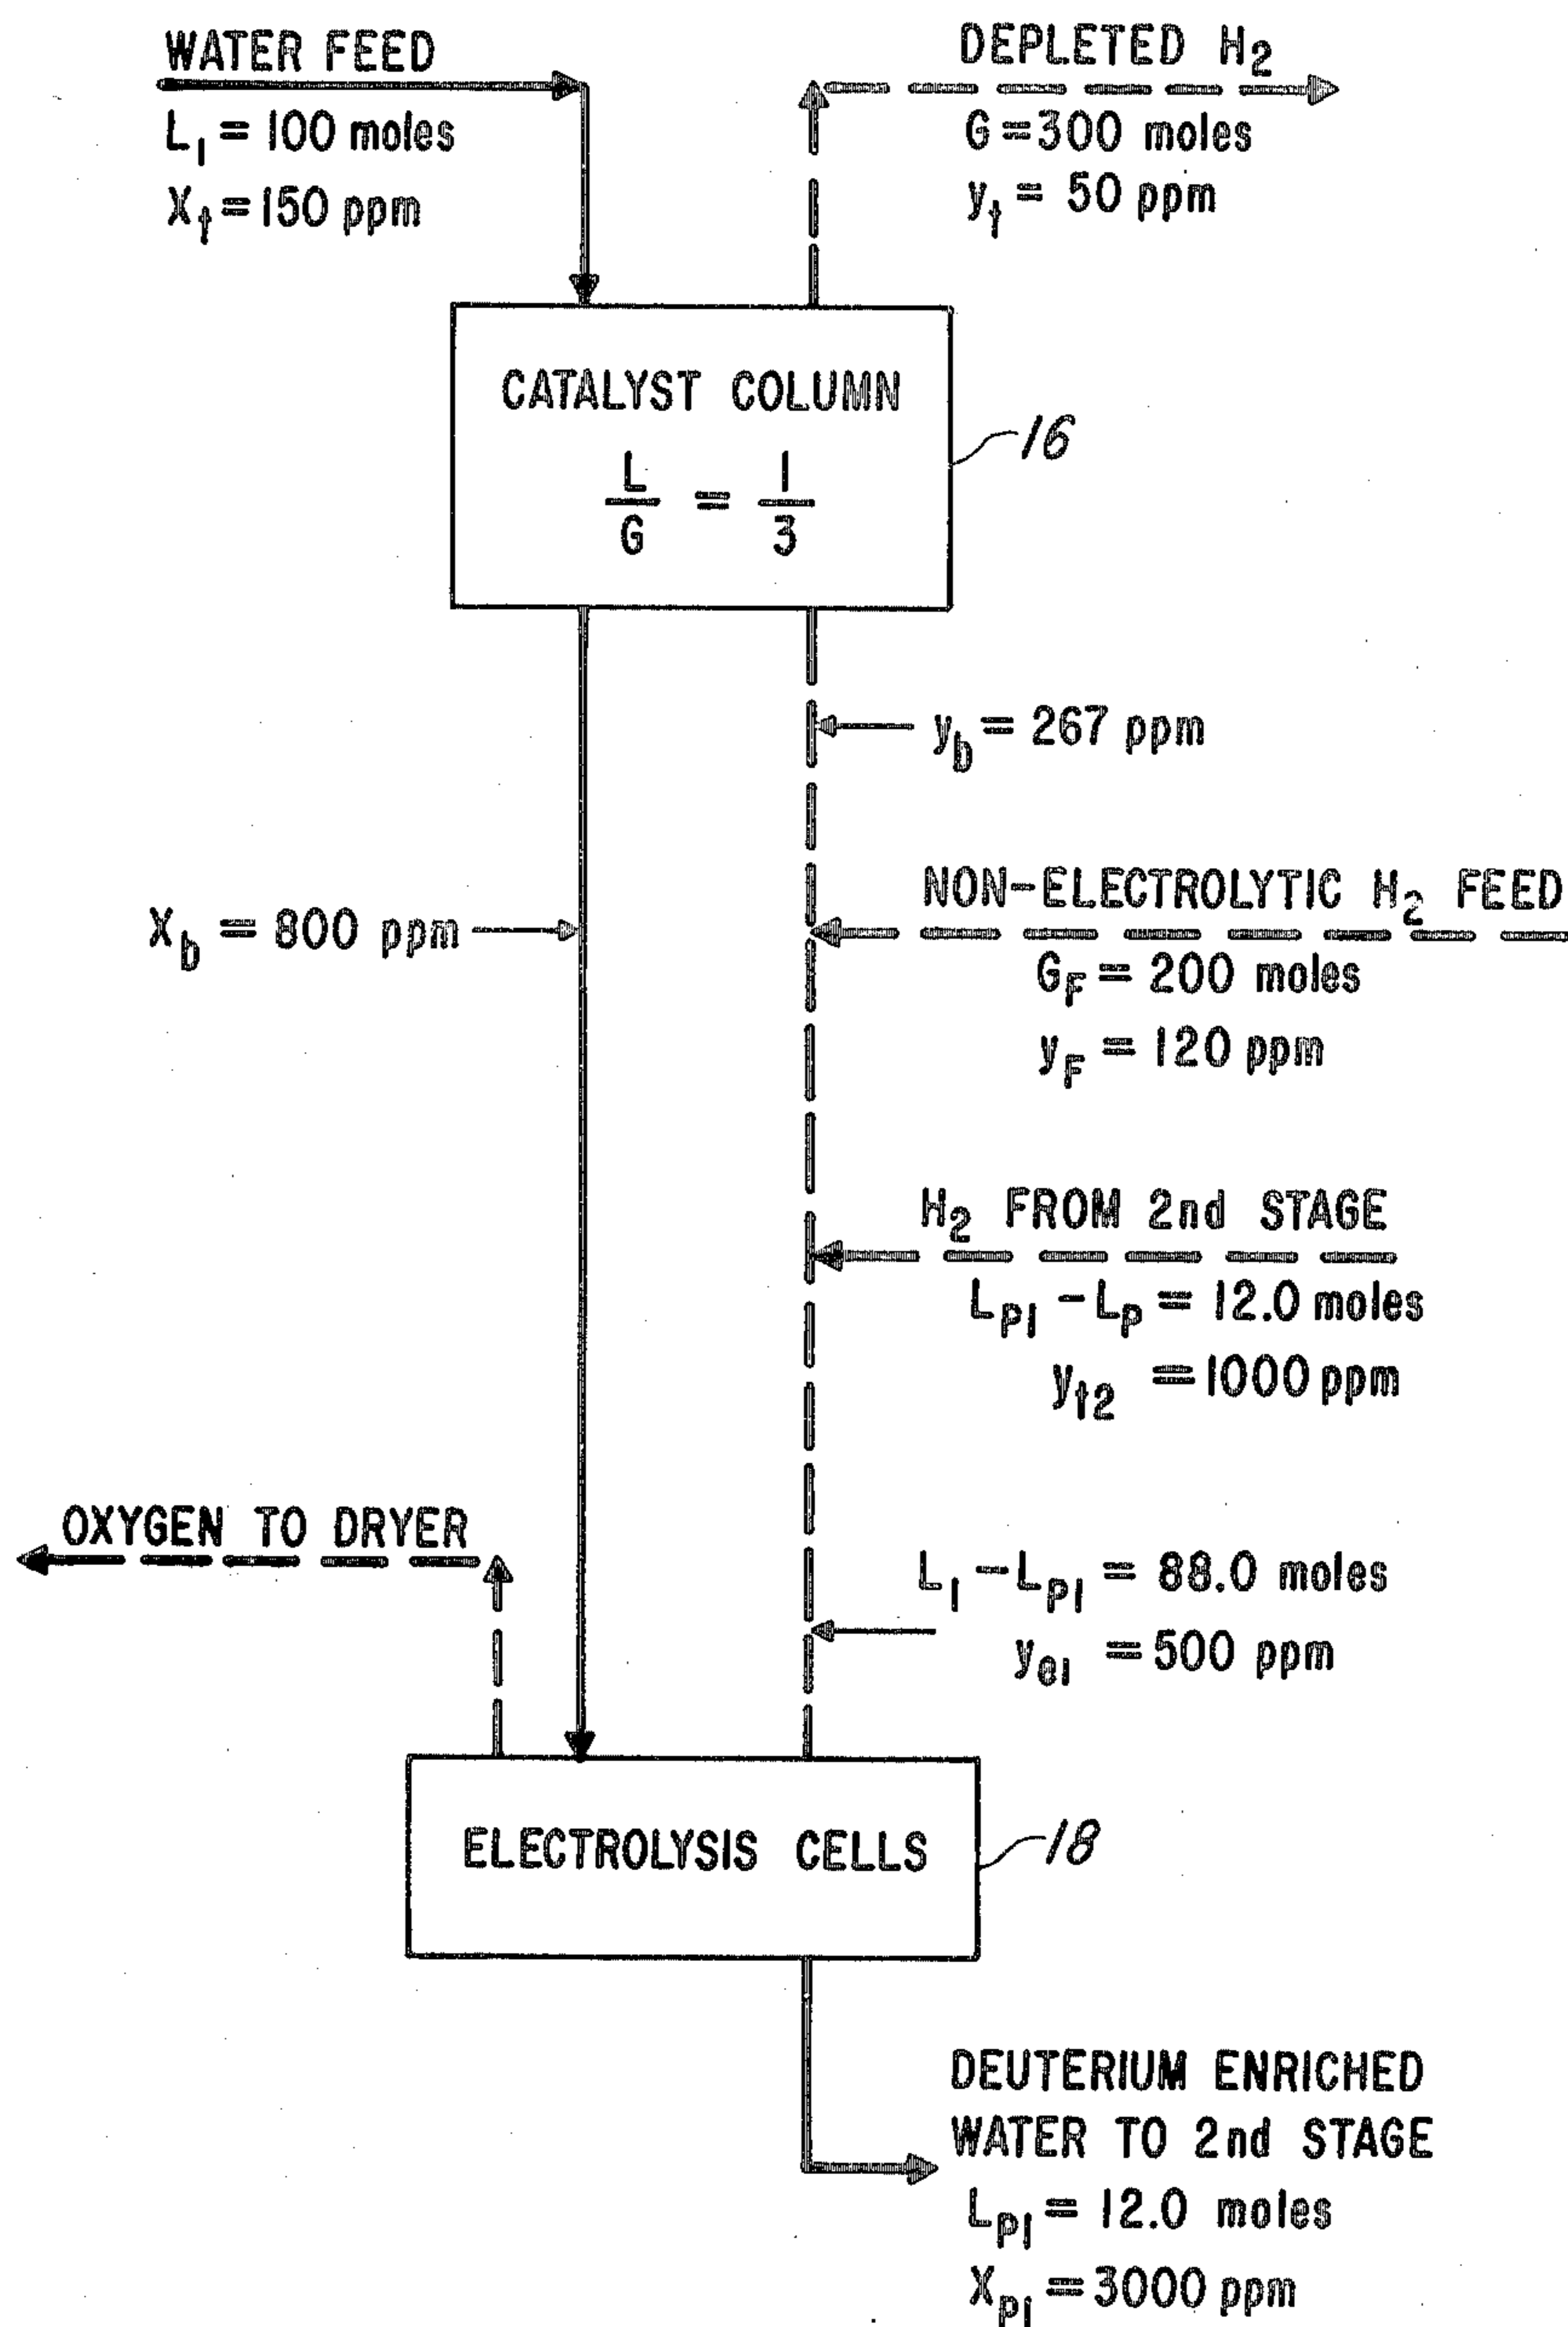 WATER FEED
L1 = 100 moles
Xt = 150 ppm
DEPLETED H2
G = 300 moles
yt = 50 ppm
CATALYST COLUMN
L/G = 1/3
16
yb = 267 ppm
NON-ELECTROLYTIC H2 FEED
GF = 200 moles
yF = 120 ppm
Xb = 800 ppm
H2 FROM 2nd STAGE
LP1 - LP = 12.0 moles
yt2 = 1000 ppm
OXYGEN TO DRYER
L1 - LP1 = 88.0 moles
ye1 = 500 ppm
ELECTROLYSIS CELLS
18
DEUTERIUM ENRICHED
WATER TO 2nd STAGE
LP1 = 12.0 moles
XP1 = 3000 ppm